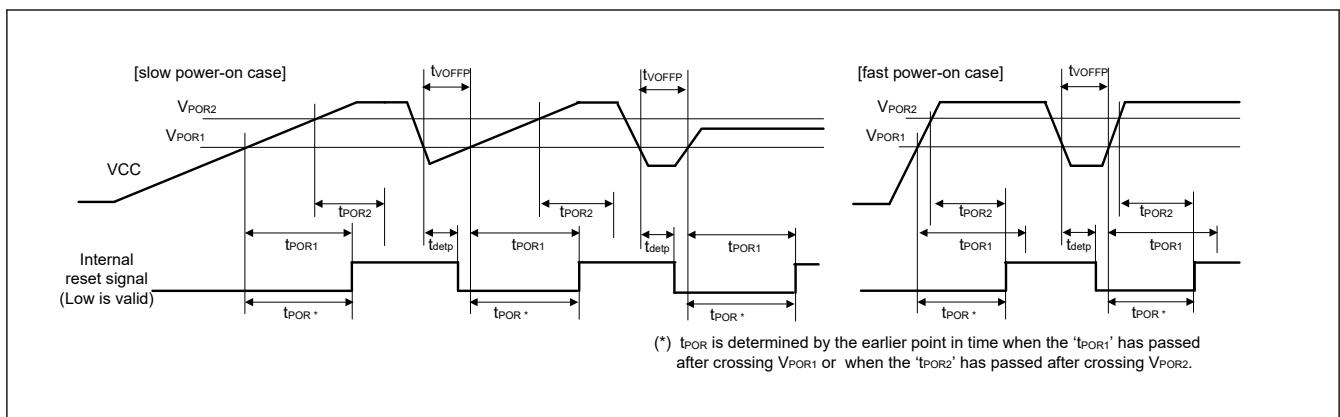 [slow power-on case]
tVOFFP
tVOFFP
[fast power-on case]
tVOFFP
VPOR2
VPOR1
VCC
VPOR2
VPOR1
tPOR2
tPOR2
tPOR2
tPOR2
tPOR1
tdetp
tPOR1
tdetp
tPOR1
tPOR1
tdetp
tPOR1
Internal
reset signal
(Low is valid)
tPOR *
tPOR *
tPOR *
tPOR *
tPOR *
(*) tPOR is determined by the earlier point in time when the ‘tPOR1’ has passed
after crossing VPOR1 or when the ‘tPOR2’ has passed after crossing VPOR2.